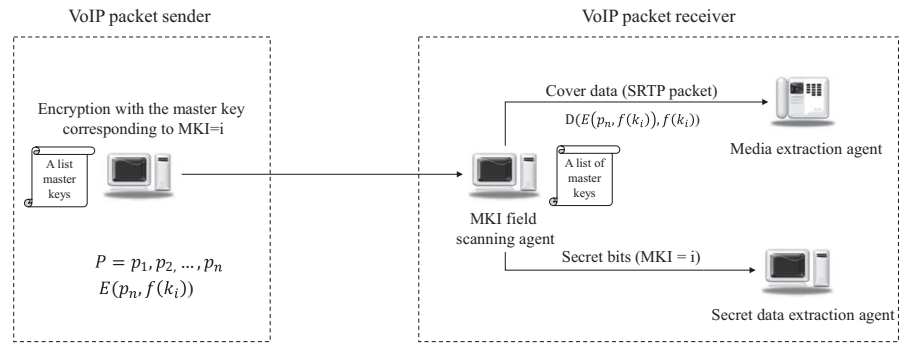 VoIP packet sender
Encryption with the master key
corresponding to MKI=i
A list
master
keys
P = p₁, p₂, …, pₙ
E(pₙ, f(kᵢ))
VoIP packet receiver
Cover data (SRTP packet)
D(E(pₙ, f(kᵢ)), f(kᵢ))
Media extraction agent
A list of
master
keys
MKI field
scanning agent
Secret bits (MKI = i)
Secret data extraction agent